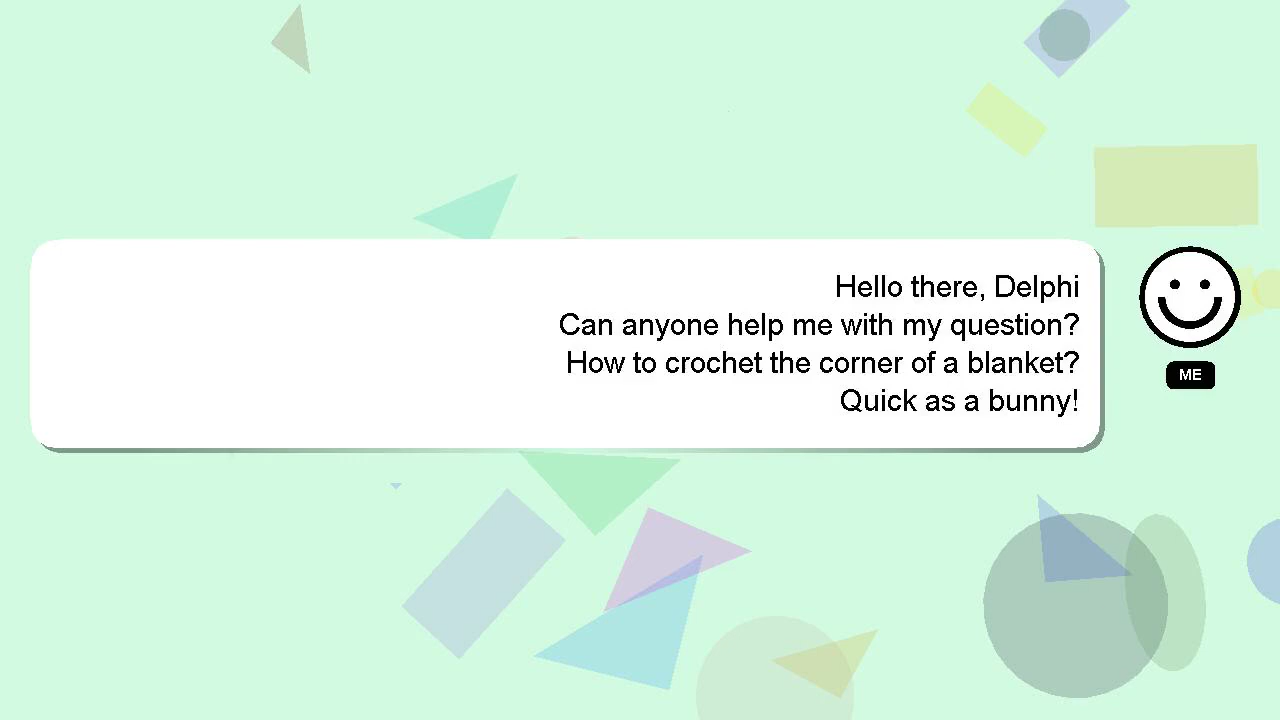 Hello there, Delphi
Can anyone help me with my question?
How to crochet the corner of a blanket?
Quick as a bunny!
ME